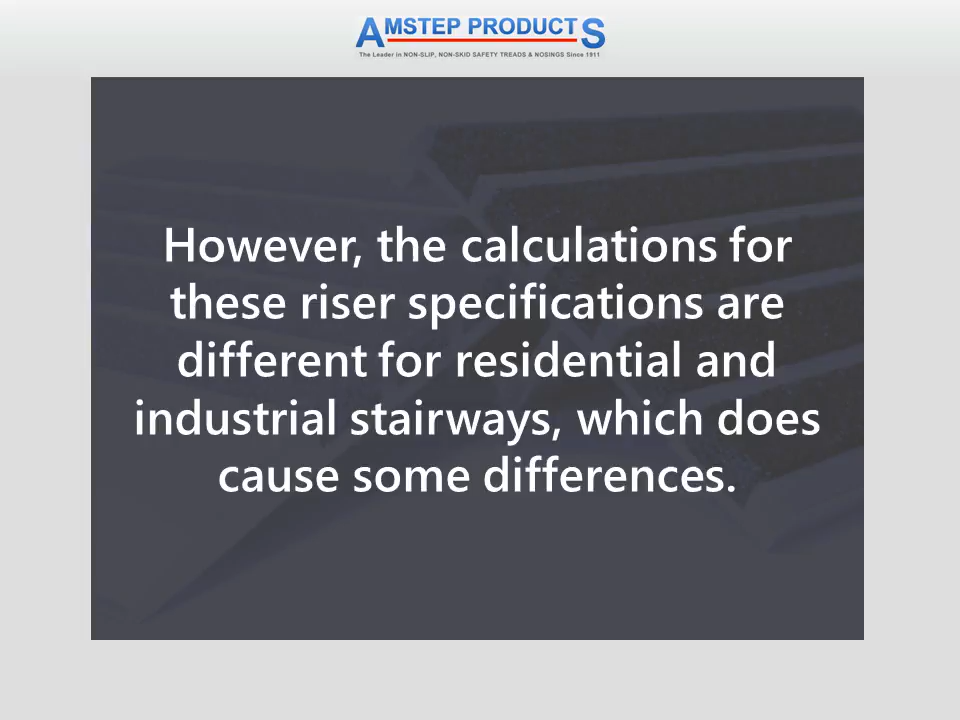 AMSTEP PRODUCTS
The Leader in NON-SLIP, NON-SKID SAFETY TREADS & NOSINGS Since 1911
However, the calculations for
these riser specifications are
different for residential and
industrial stairways, which does
cause some differences.